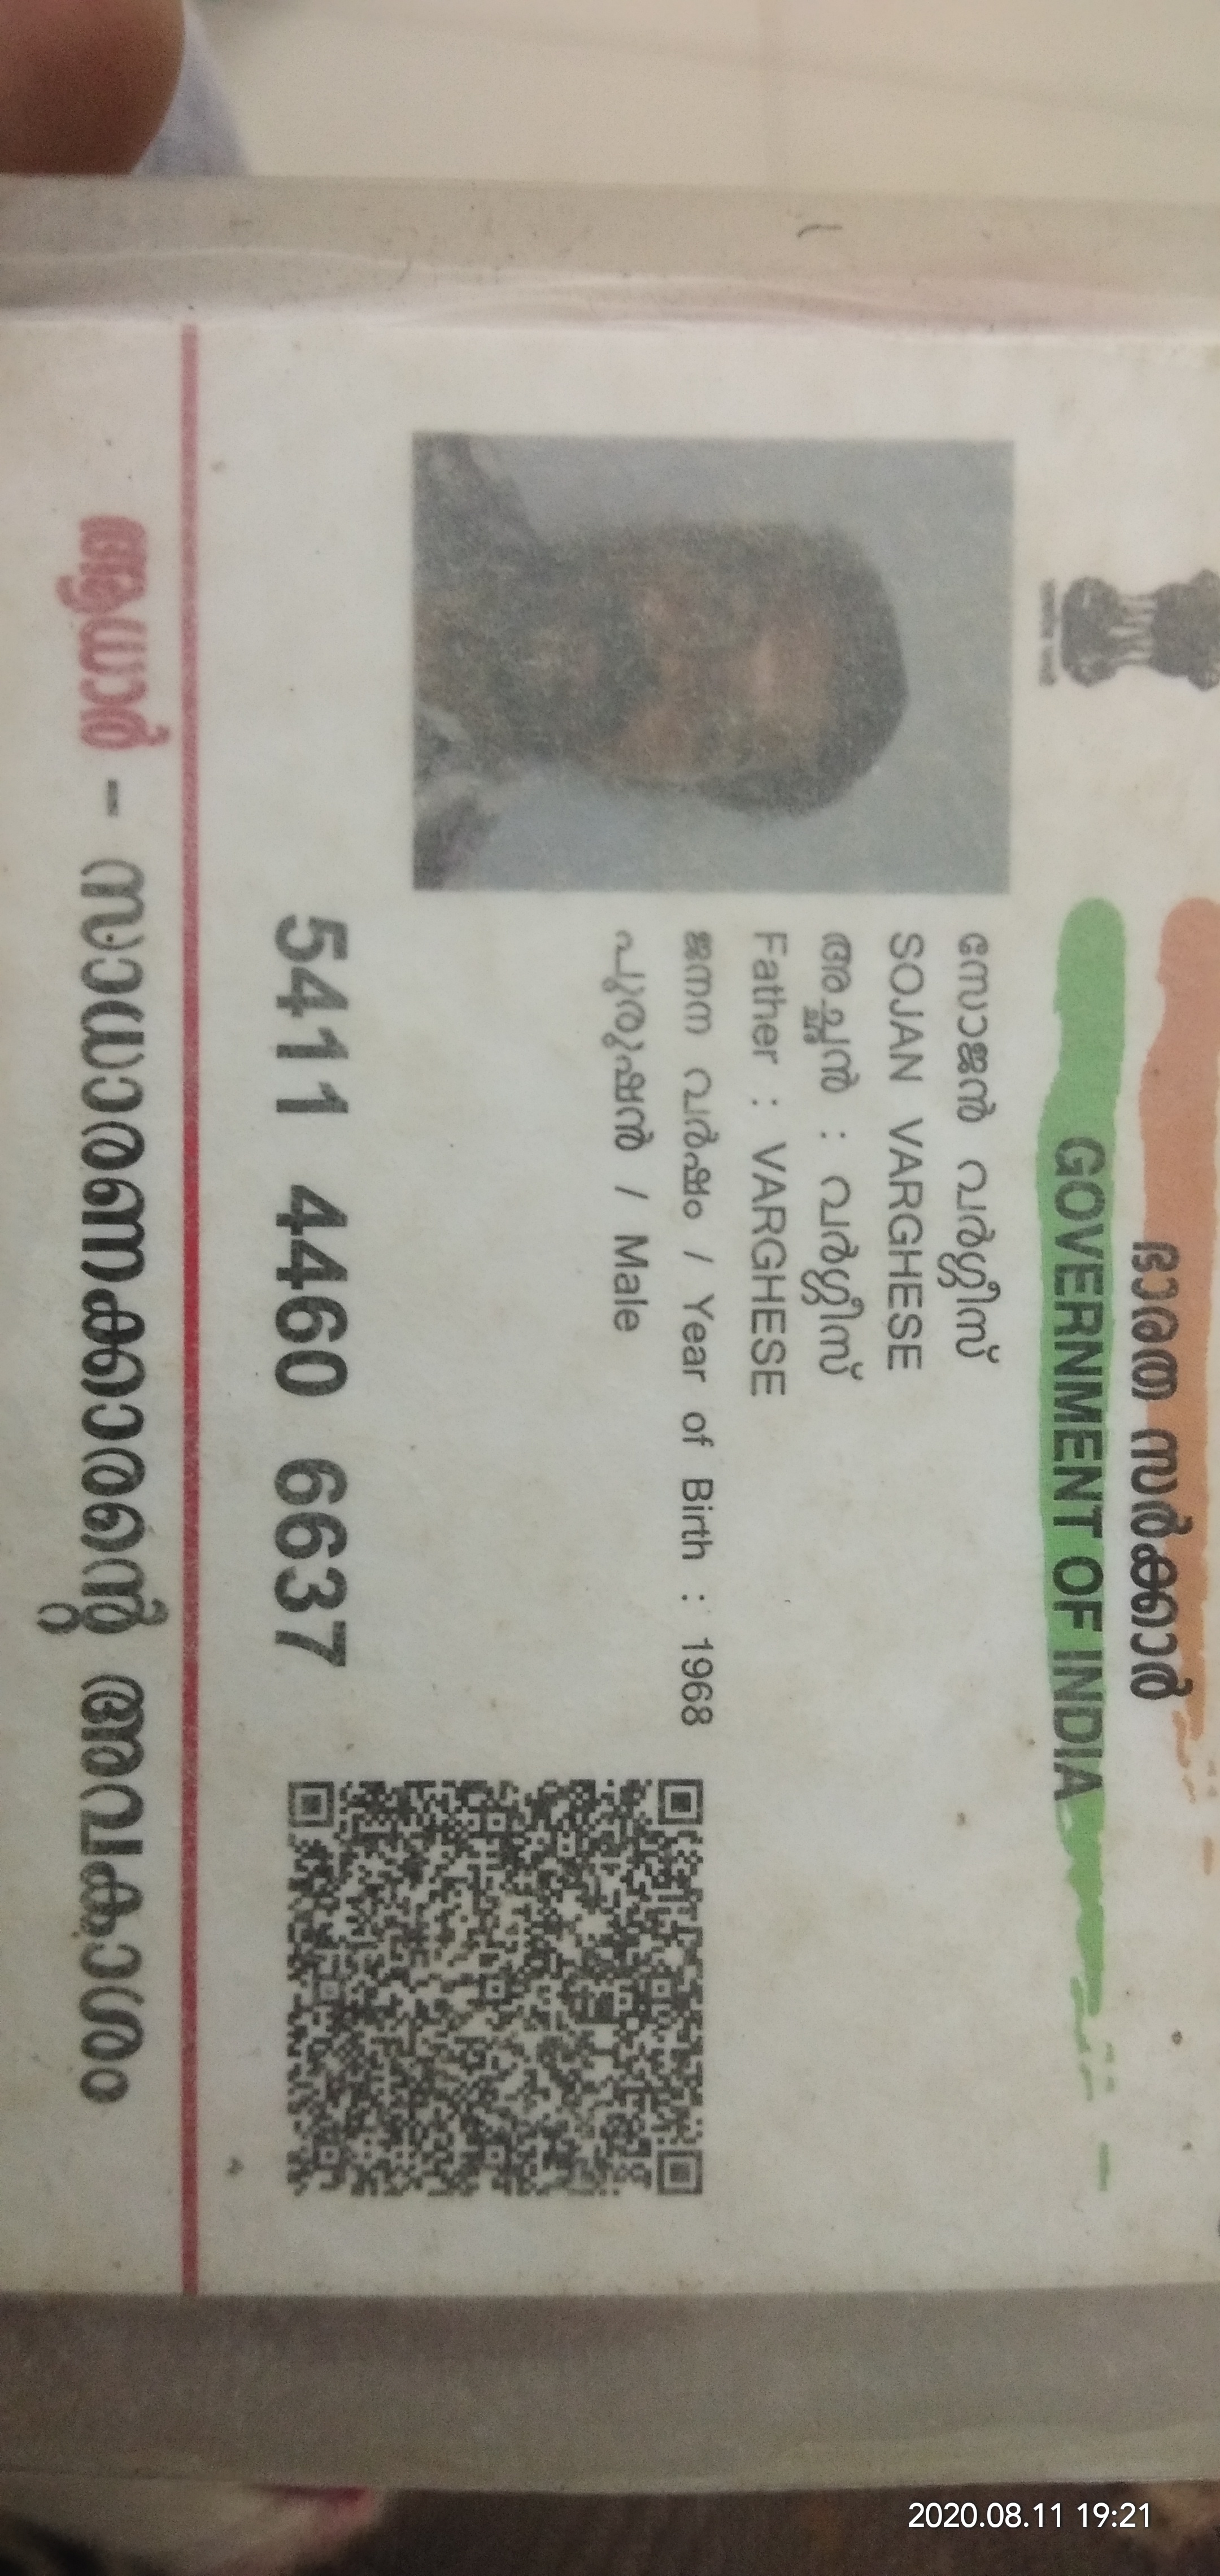 ഭാരത സർക്കാർ
GOVERNMENT OF INDIA
സോജൻ വർഗ്ഗീസ്
SOJAN VARGHESE
അച്ഛൻ : വർഗ്ഗീസ്
Father : VARGHESE
ജനന വർഷം / Year of Birth : 1968
പുരുഷൻ / Male
5411 4460 6637
ആധാർ - സാധാരണക്കാരന്റെ അവകാശം
2020.08.11 19:21